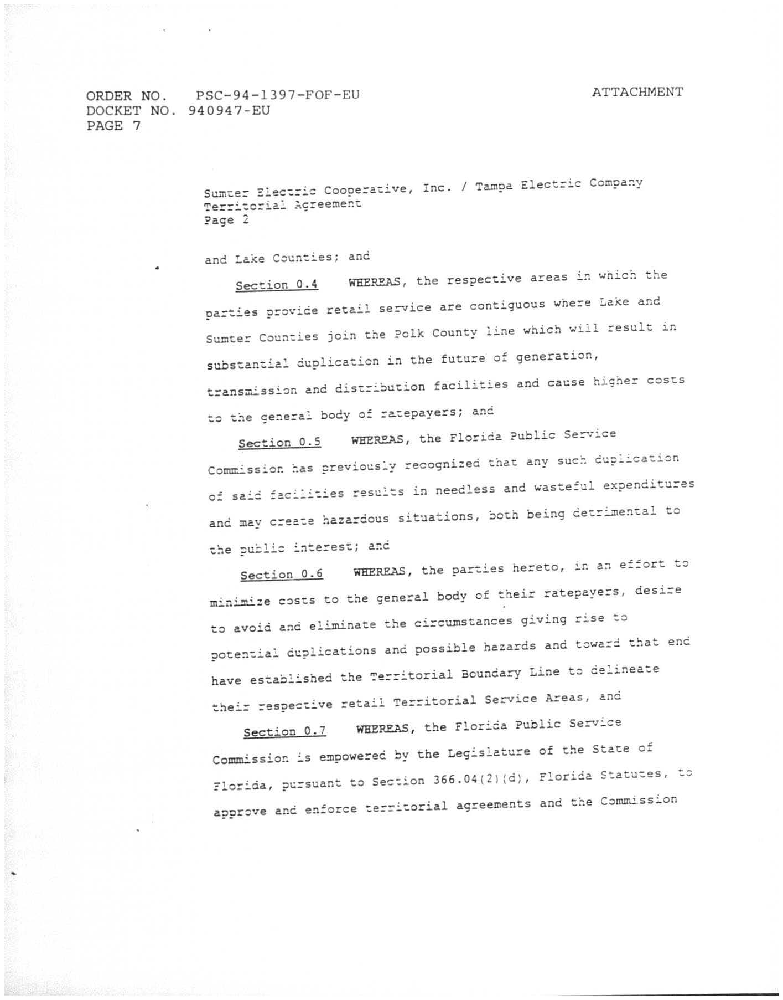 ORDER NO. PSC-94-1397-FOF-EU
ATTACHMENT
DOCKET NO. 940947-EU
PAGE 7
Sumter Electric Cooperative, Inc. / Tampa Electric Company
Territorial Agreement
Page 2
and Lake Counties; and
Section 0.4 WHEREAS, the respective areas in which the
parties provide retail service are contiguous where Lake and
Sumter Counties join the Polk County line which will result in
substantial duplication in the future of generation,
transmission and distribution facilities and cause higher costs
to the general body of ratepayers; and
Section 0.5 WHEREAS, the Florida Public Service
Commission has previously recognized that any such duplication
of said facilities results in needless and wasteful expenditures
and may create hazardous situations, both being detrimental to
the public interest; and
Section 0.6 WHEREAS, the parties hereto, in an effort to
minimize costs to the general body of their ratepayers, desire
to avoid and eliminate the circumstances giving rise to
potential duplications and possible hazards and toward that end
have established the Territorial Boundary Line to delineate
their respective retail Territorial Service Areas, and
Section 0.7 WHEREAS, the Florida Public Service
Commission is empowered by the Legislature of the State of
Florida, pursuant to Section 366.04(2)(d), Florida Statutes, to
approve and enforce territorial agreements and the Commission